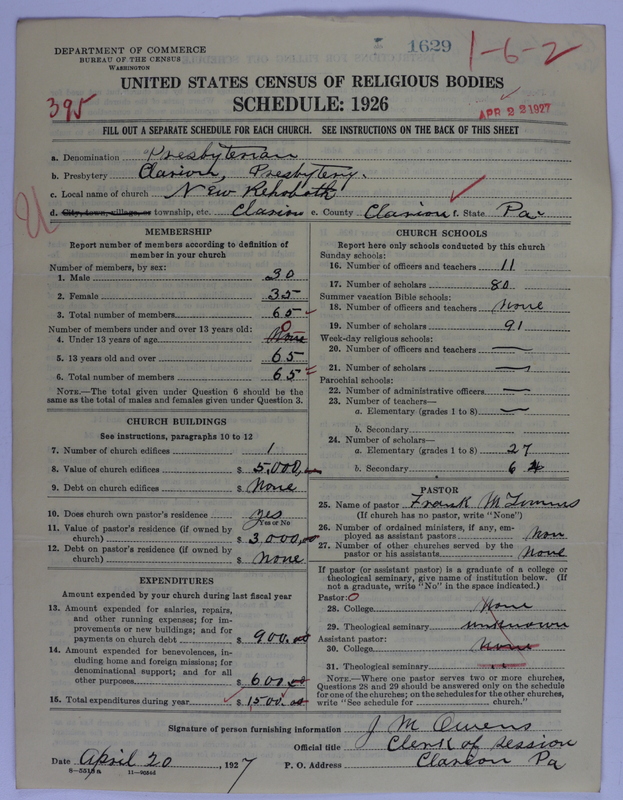 1629
1-6-2
DEPARTMENT OF COMMERCE
BUREAU OF THE CENSUS
WASHINGTON
UNITED STATES CENSUS OF RELIGIOUS BODIES
SCHEDULE: 1926
395
APR 22 1927
FILL OUT A SEPARATE SCHEDULE FOR EACH CHURCH. SEE INSTRUCTIONS ON THE BACK OF THIS SHEET
a. Denomination Presbyterian
b. Presbytery Clarion, Presbytery.
c. Local name of church New Rehoboth
d. City, town, village, or township, etc. Clarion e. County Clarion f. State Pa
MEMBERSHIP
Report number of members according to definition of
member in your church
Number of members, by sex:
1. Male 30
2. Female 35
3. Total number of members 65
Number of members under and over 13 years old:
4. Under 13 years of age None 0
5. 13 years old and over 65
6. Total number of members 65
NOTE.—The total given under Question 6 should be
same as the total of males and females given under Question 3.
CHURCH BUILDINGS
See instructions, paragraphs 10 to 12
7. Number of church edifices 1
8. Value of church edifices $ 5,000,
9. Debt on church edifices $ None
10. Does church own pastor's residence yes
Yes or No
11. Value of pastor's residence (if owned by
church) $ 3,000,00
12. Debt on pastor's residence (if owned by
church) $ None
EXPENDITURES
Amount expended by your church during last fiscal year
13. Amount expended for salaries, repairs,
and other running expenses; for im-
provements or new buildings; and for
payments on church debt $ 900.00
14. Amount expended for benevolences, in-
cluding home and foreign missions; for
denominational support; and for all
other purposes $ 600.00
15. Total expenditures during year $ 1500.00
CHURCH SCHOOLS
Report here only schools conducted by this church
Sunday schools:
16. Number of officers and teachers 11
17. Number of scholars 80
Summer vacation Bible schools:
18. Number of officers and teachers None
19. Number of scholars 91
Week-day religious schools:
20. Number of officers and teachers —
21. Number of scholars —
Parochial schools:
22. Number of administrative officers —
23. Number of teachers—
a. Elementary (grades 1 to 8) —
b. Secondary
24. Number of scholars—
a. Elementary (grades 1 to 8) 27
b. Secondary 64
PASTOR
25. Name of pastor Frank M
(If church has no pastor, write "None")
26. Number of ordained ministers, if any, em-
ployed as assistant pastors
27. Number of other churches served by the
pastor or his assistants None
If pastor (or assistant pastor) is a graduate of a college or
theological seminary, give name of institution below. (If
not a graduate, write "No" in the space indicated.)
Pastor: 0
28. College None
29. Theological seminary unknown
Assistant pastor:
30. College None
31. Theological seminary "
NOTE.—Where one pastor serves two or more churches,
Questions 28 and 29 should be answered only on the schedule
for one of the churches; on the schedules for the other churches,
write "See schedule for church."
Signature of person furnishing information J M Owens
Official title Clerk of Session
Date April 20, 1927 P. O. Address Clarion Pa
8—5513a 11—9056d